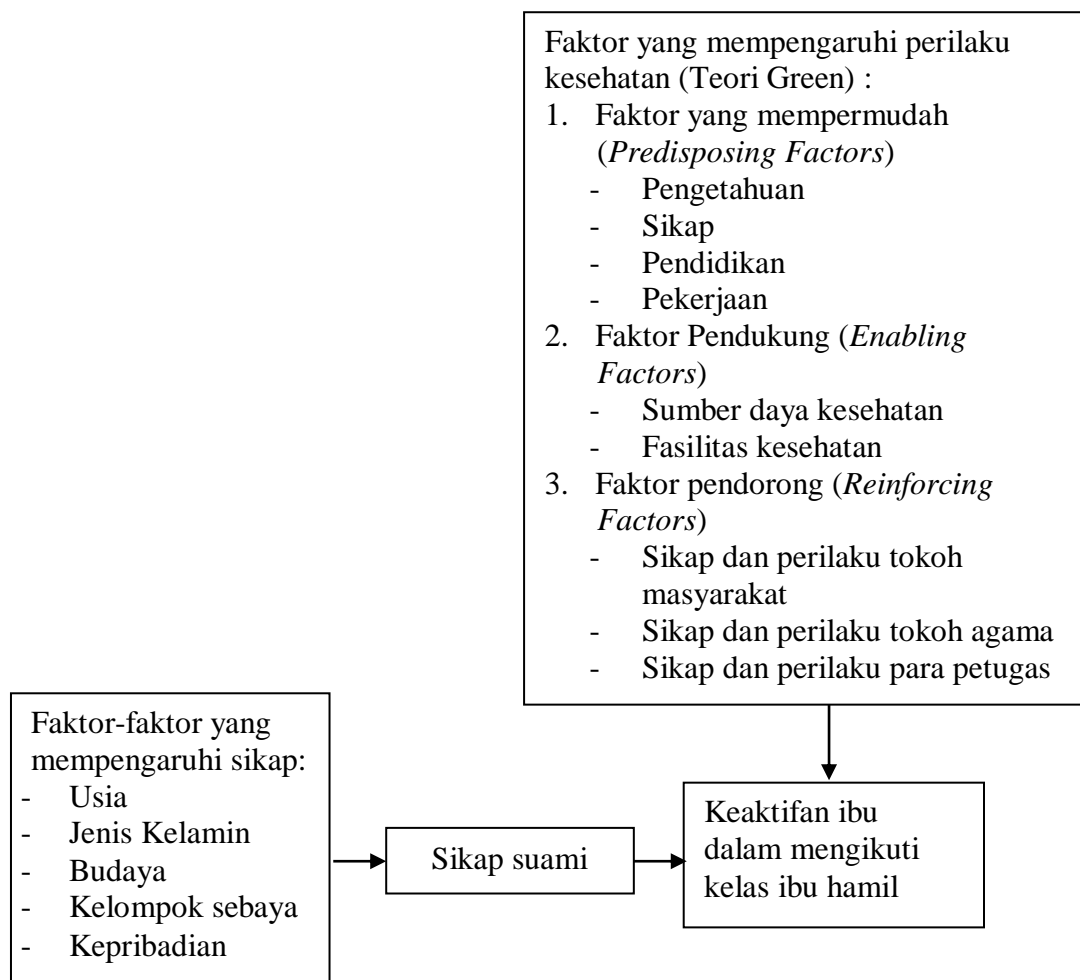 Faktor yang mempengaruhi perilaku
kesehatan (Teori Green) :
1. Faktor yang mempermudah
(Predisposing Factors)
- Pengetahuan
- Sikap
- Pendidikan
- Pekerjaan
2. Faktor Pendukung (Enabling
Factors)
- Sumber daya kesehatan
- Fasilitas kesehatan
3. Faktor pendorong (Reinforcing
Factors)
- Sikap dan perilaku tokoh
masyarakat
- Sikap dan perilaku tokoh agama
- Sikap dan perilaku para petugas
Faktor-faktor yang
mempengaruhi sikap:
- Usia
- Jenis Kelamin
- Budaya
- Kelompok sebaya
- Kepribadian
Sikap suami
Keaktifan ibu
dalam mengikuti
kelas ibu hamil